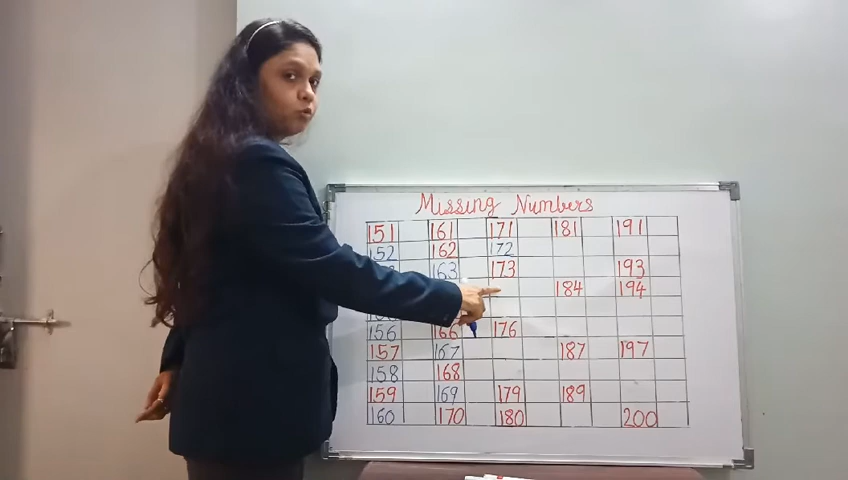 Missing Numbers
151 161 171 181 191
152 162 172
163 173 193
184 194
156 166 176
157 167 187 197
158 168
159 169 179 189
160 170 180 200